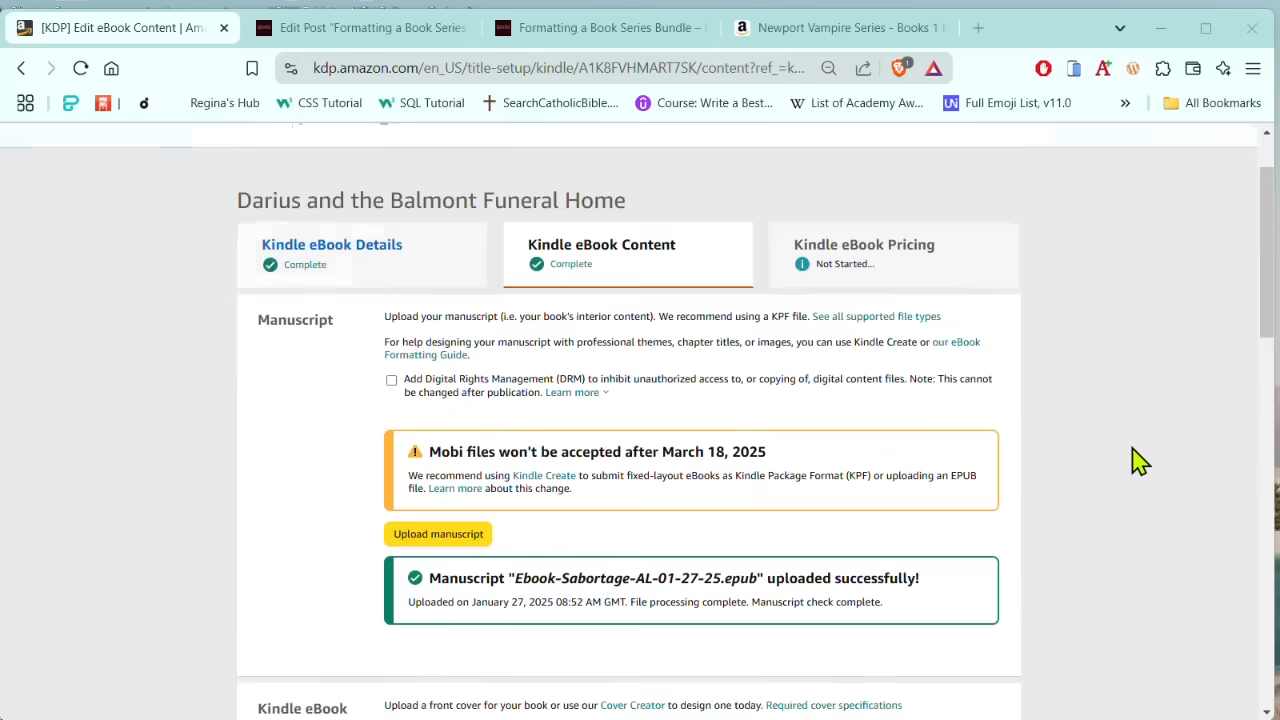 [KDP] Edit eBook Content | Am
Edit Post "Formatting a Book Series
Formatting a Book Series Bundle –
Newport Vampire Series - Books 1
kdp.amazon.com/en_US/title-setup/kindle/A1K8FVHMART7SK/content?ref_=k...
1
Regina's Hub
CSS Tutorial
SQL Tutorial
SearchCatholicBible....
Course: Write a Best...
List of Academy Aw...
Full Emoji List, v11.0
All Bookmarks
Darius and the Balmont Funeral Home
Kindle eBook Details
Complete
Kindle eBook Content
Complete
Kindle eBook Pricing
Not Started...
Manuscript
Upload your manuscript (i.e. your book's interior content). We recommend using a KPF file. See all supported file types
For help designing your manuscript with professional themes, chapter titles, or images, you can use Kindle Create or our eBook
Formatting Guide.
Add Digital Rights Management (DRM) to inhibit unauthorized access to, or copying of, digital content files. Note: This cannot
be changed after publication. Learn more
Mobi files won't be accepted after March 18, 2025
We recommend using Kindle Create to submit fixed-layout eBooks as Kindle Package Format (KPF) or uploading an EPUB
file. Learn more about this change.
Upload manuscript
Manuscript "Ebook-Sabortage-AL-01-27-25.epub" uploaded successfully!
Uploaded on January 27, 2025 08:52 AM GMT. File processing complete. Manuscript check complete.
Kindle eBook
Upload a front cover for your book or use our Cover Creator to design one today. Required cover specifications